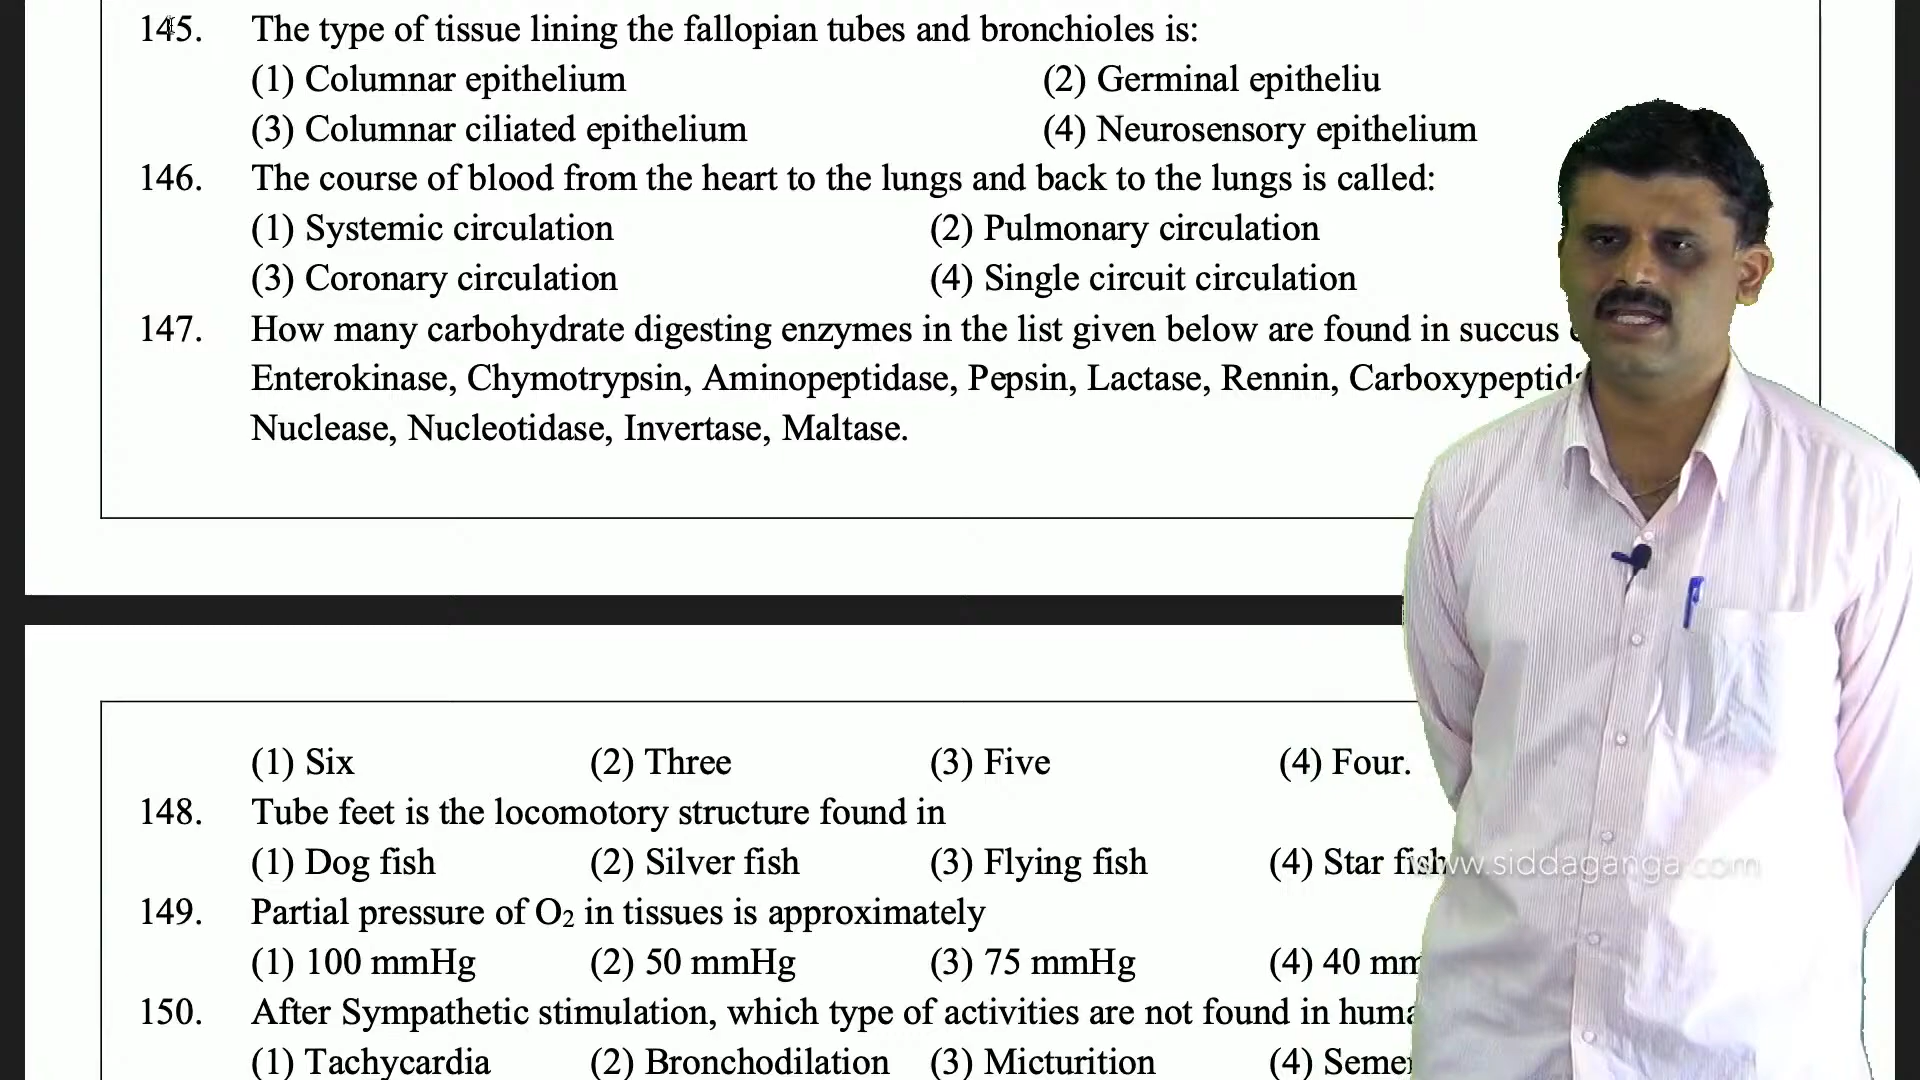 145. The type of tissue lining the fallopian tubes and bronchioles is:
(1) Columnar epithelium (2) Germinal epitheliu
(3) Columnar ciliated epithelium (4) Neurosensory epithelium
146. The course of blood from the heart to the lungs and back to the lungs is called:
(1) Systemic circulation (2) Pulmonary circulation
(3) Coronary circulation (4) Single circuit circulation
147. How many carbohydrate digesting enzymes in the list given below are found in succus
Enterokinase, Chymotrypsin, Aminopeptidase, Pepsin, Lactase, Rennin,
Nuclease, Nucleotidase, Invertase, Maltase.
(1) Six (2) Three (3) Five (4) Four.
148. Tube feet is the locomotory structure found in
(1) Dog fish (2) Silver fish (3) Flying fish (4) Star fish
www.siddaganga.com
149. Partial pressure of O2 in tissues is approximately
(1) 100 mmHg (2) 50 mmHg (3) 75 mmHg (4) 40
150. After Sympathetic stimulation, which type of activities are not found in
(1) Tachycardia (2) Bronchodilation (3) Micturition (4)